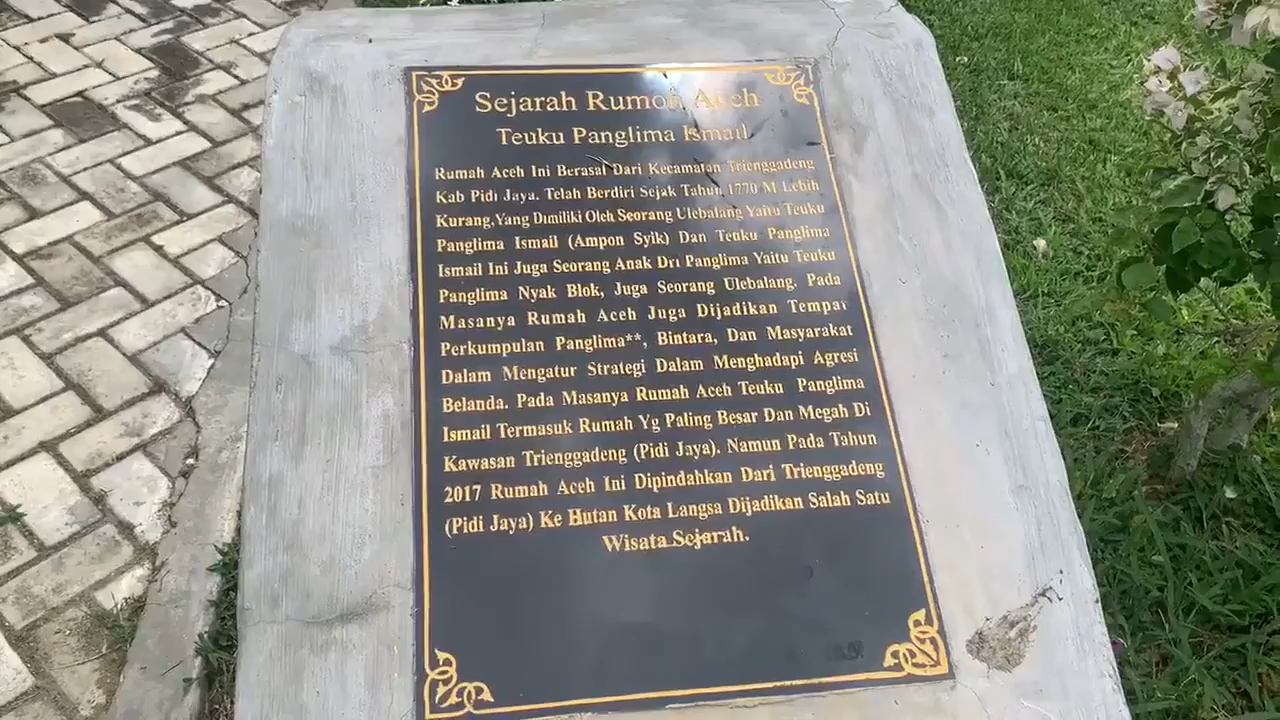 Sejarah Rumoh Aceh
Teuku Panglima Ismail
Rumah Aceh Ini Berasal Dari Kecamatan Trienggadeng
Kab Pidi Jaya. Telah Berdiri Sejak Tahun 1770 M Lebih
Kurang,Yang Dimiliki Oleh Seorang Ulebalang Yaitu Teuku
Panglima Ismail (Ampon Syik) Dan Teuku Panglima
Ismail Ini Juga Seorang Anak Dri Panglima Yaitu Teuku
Panglima Nyak Blok, Juga Seorang Ulebalang. Pada
Masanya Rumah Aceh Juga Dijadikan Tempat
Perkumpulan Panglima**, Bintara, Dan Masyarakat
Dalam Mengatur Strategi Dalam Menghadapi Agresi
Belanda. Pada Masanya Rumah Aceh Teuku Panglima
Ismail Termasuk Rumah Yg Paling Besar Dan Megah Di
Kawasan Trienggadeng (Pidi Jaya). Namun Pada Tahun
2017 Rumah Aceh Ini Dipindahkan Dari Trienggadeng
(Pidi Jaya) Ke Hutan Kota Langsa Dijadikan Salah Satu
Wisata Sejarah.